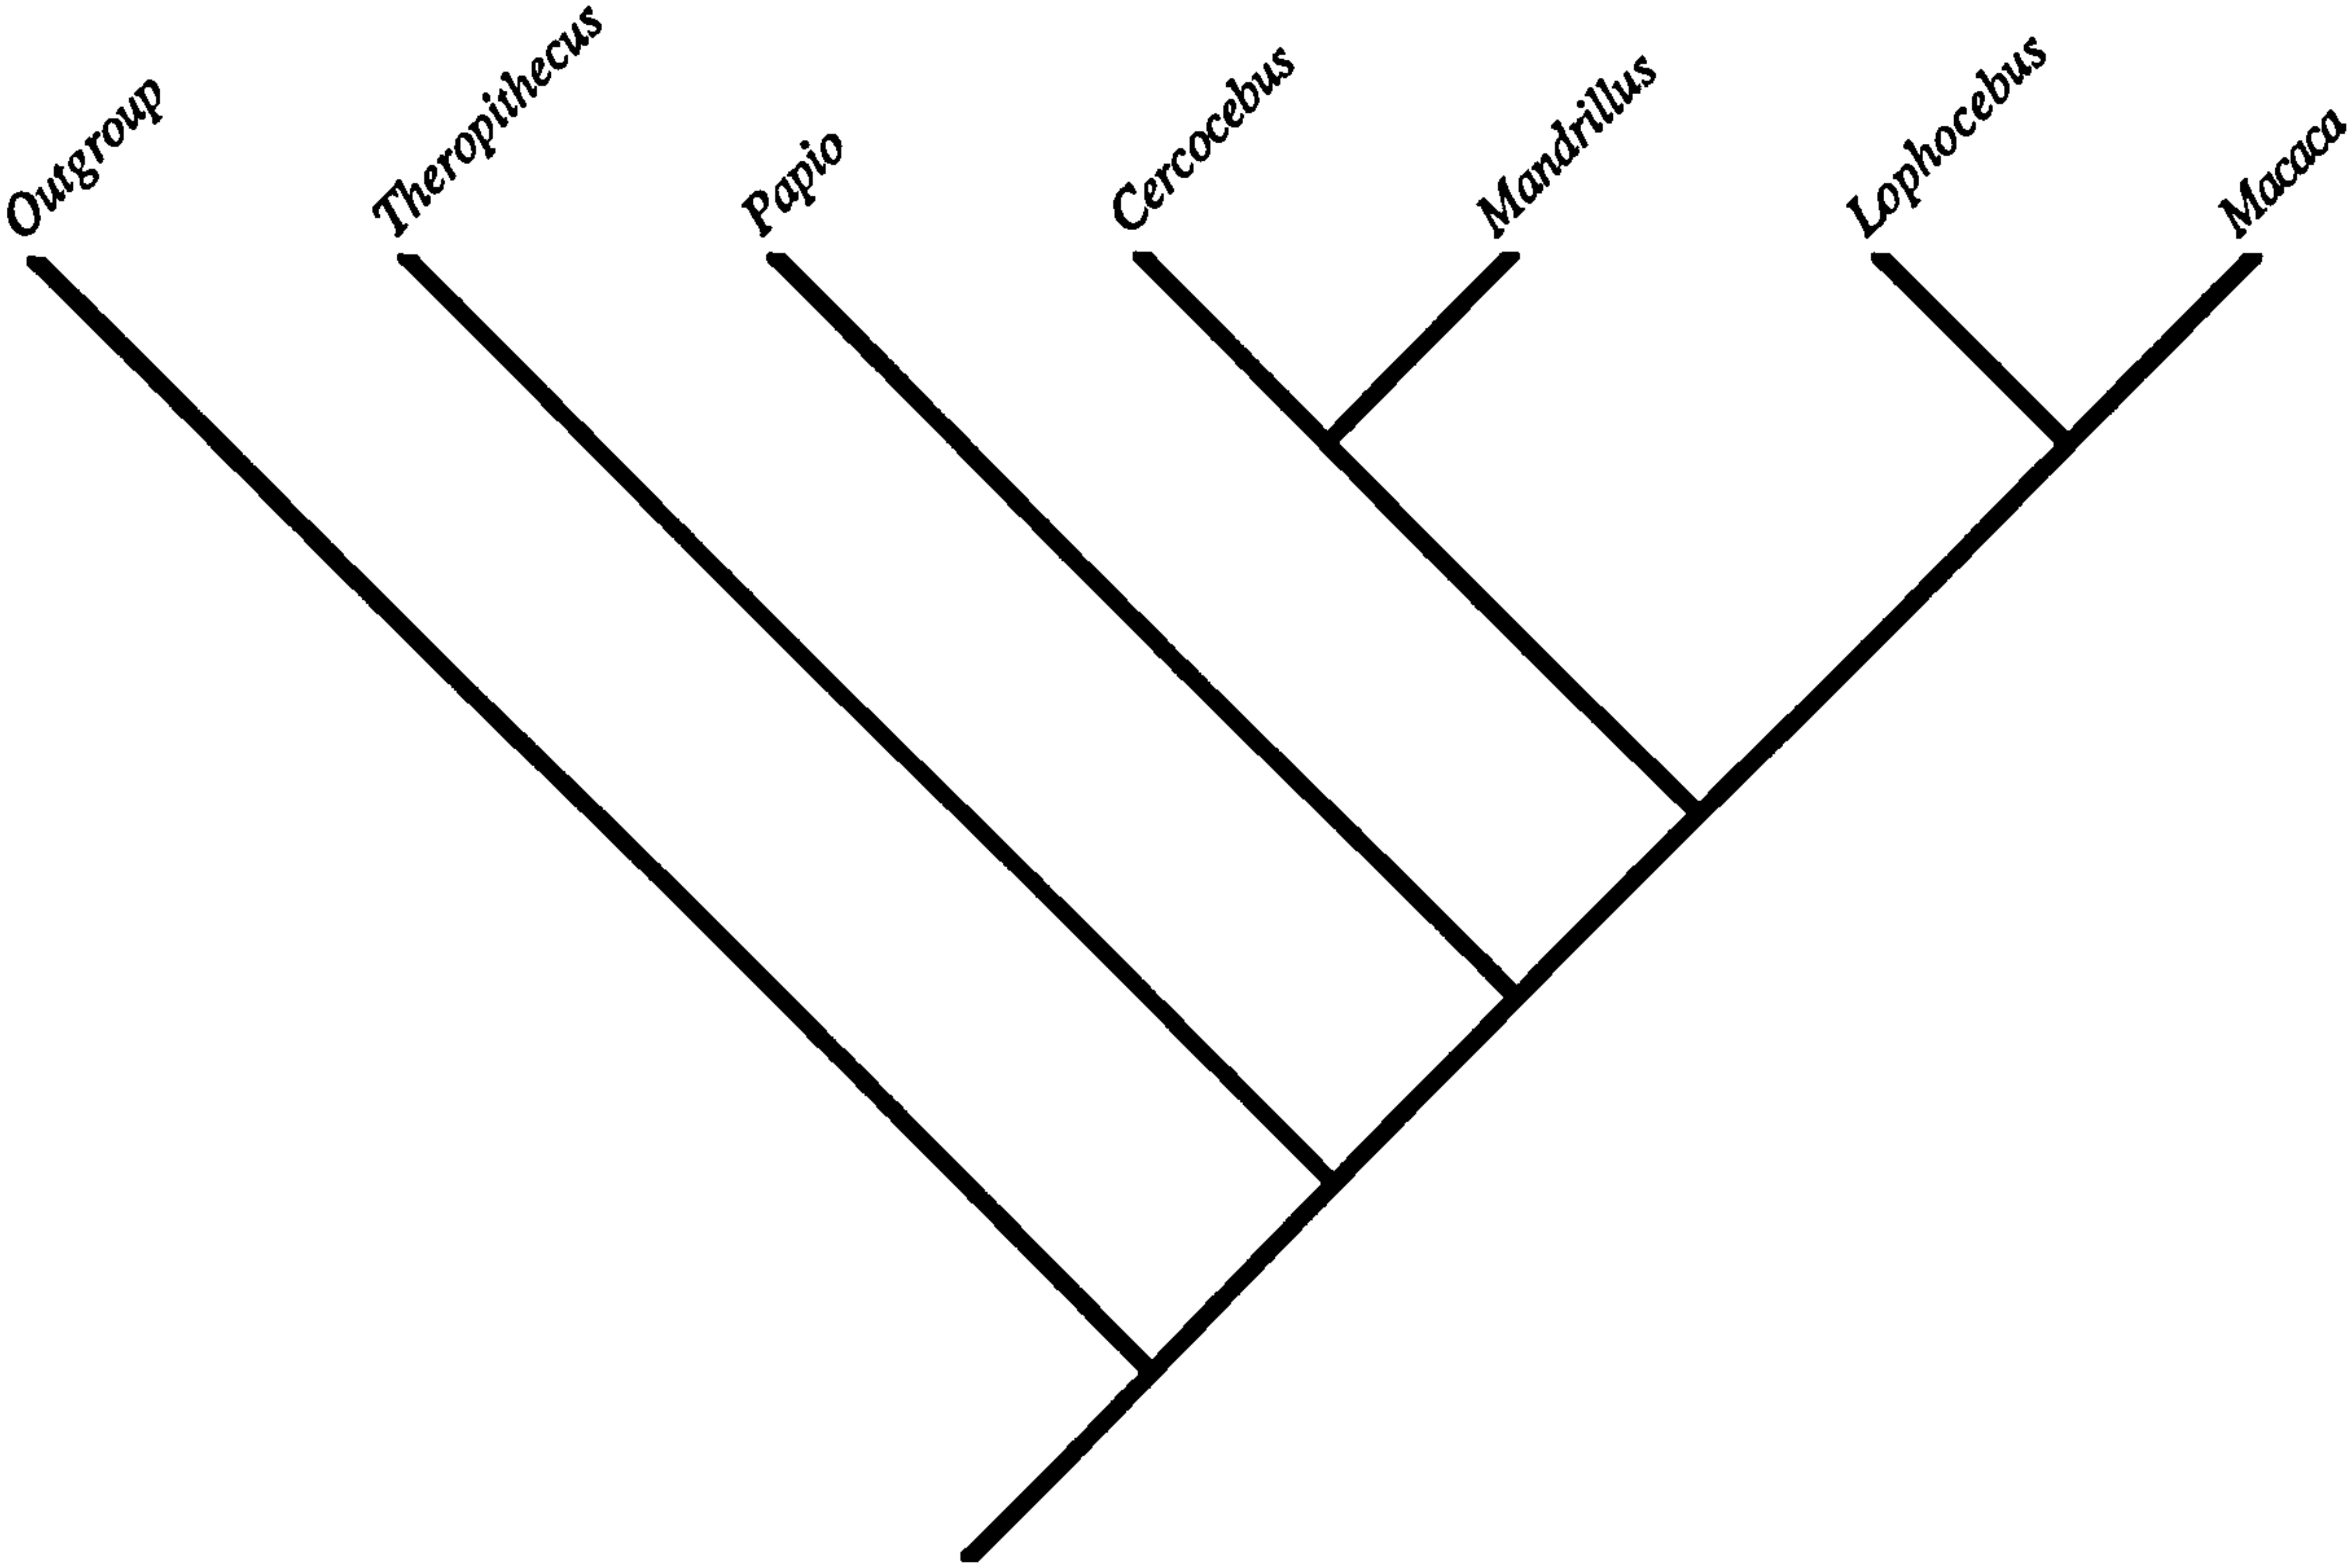 Outgroup
Theropithecus
Papio
Cercocebus
Mandrillus
Lophocebus
Macaca